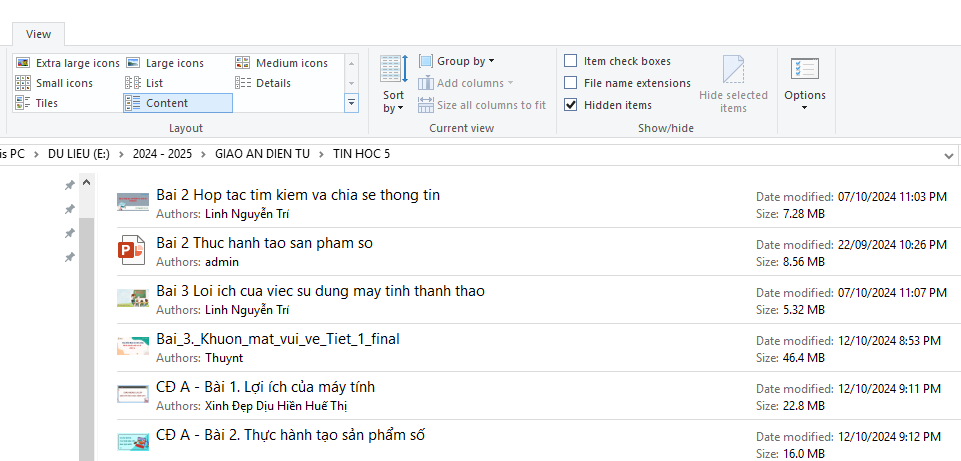 View
Extra large icons Large icons Medium icons
Small icons List Details
Tiles Content
Layout
Sort by
Group by
Add columns
Size all columns to fit
Current view
Item check boxes
File name extensions
Hidden items
Hide selected items
Show/hide
Options
is PC > DU LIEU (E:) > 2024 - 2025 > GIAO AN DIEN TU > TIN HOC 5
Bai 2 Hop tac tim kiem va chia se thong tin Date modified: 07/10/2024 11:03 PM
Authors: Linh Nguyễn Trí Size: 7.28 MB
Bai 2 Thuc hanh tao san pham so Date modified: 22/09/2024 10:26 PM
Authors: admin Size: 8.56 MB
Bai 3 Loi ich cua viec su dung may tinh thanh thao Date modified: 07/10/2024 11:07 PM
Authors: Linh Nguyễn Trí Size: 5.32 MB
Bai_3._Khuon_mat_vui_ve_Tiet_1_final Date modified: 12/10/2024 8:53 PM
Authors: Thuynt Size: 46.4 MB
CĐ A - Bài 1. Lợi ích của máy tính Date modified: 12/10/2024 9:11 PM
Authors: Xinh Đẹp Dịu Hiền Huế Thị Size: 22.8 MB
CĐ A - Bài 2. Thực hành tạo sản phẩm số Date modified: 12/10/2024 9:12 PM
Size: 16.0 MB